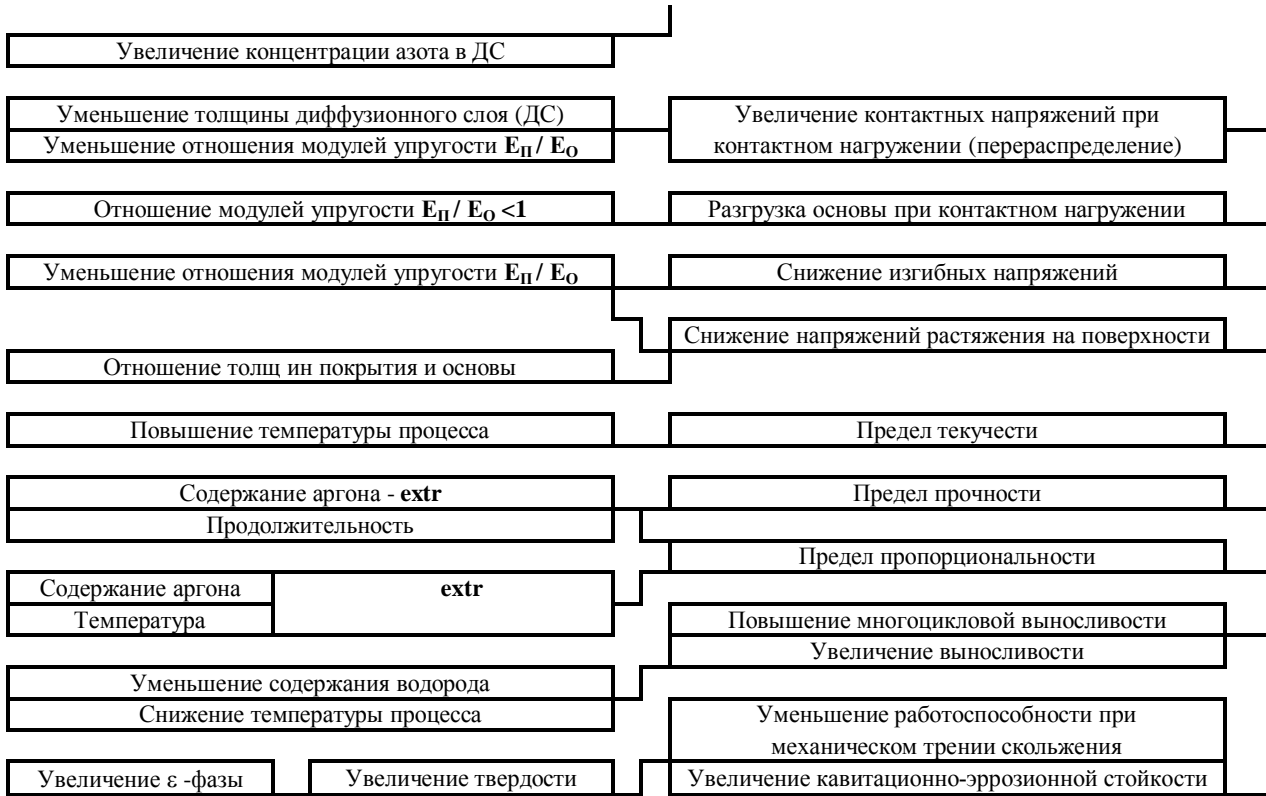 Увеличение концентрации азота в ДС
Уменьшение толщины диффузионного слоя (ДС)
Уменьшение отношения модулей упругости EП / EО
Увеличение контактных напряжений при
контактном нагружении (перераспределение)
Отношение модулей упругости EП / EО <1
Разгрузка основы при контактном нагружении
Уменьшение отношения модулей упругости EП / EО
Снижение изгибных напряжений
Снижение напряжений растяжения на поверхности
Отношение толщ ин покрытия и основы
Повышение температуры процесса
Предел текучести
Содержание аргона - extr
Продолжительность
Предел прочности
Предел пропорциональности
Содержание аргона
Температура
extr
Повышение многоцикловой выносливости
Увеличение выносливости
Уменьшение содержания водорода
Снижение температуры процесса
Уменьшение работоспособности при
механическом трении скольжения
Увеличение ε -фазы
Увеличение твердости
Увеличение кавитационно-эррозионной стойкости